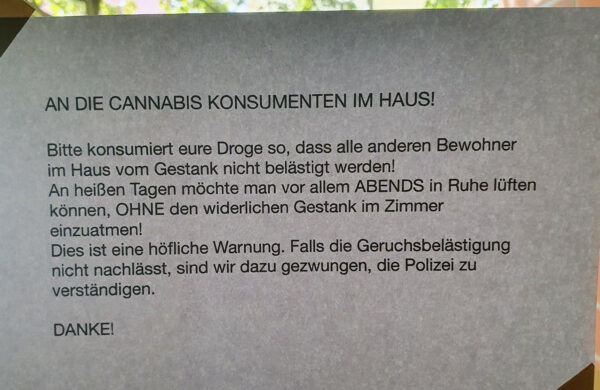 AN DIE CANNABIS KONSUMENTEN IM HAUS!
Bitte konsumiert eure Droge so, dass alle anderen Bewohner
im Haus vom Gestank nicht belästigt werden!
An heißen Tagen möchte man vor allem ABENDS in Ruhe lüften
können, OHNE den widerlichen Gestank im Zimmer
einzuatmen!
Dies ist eine höfliche Warnung. Falls die Geruchsbelästigung
nicht nachlässt, sind wir dazu gezwungen, die Polizei zu
verständigen.
DANKE!